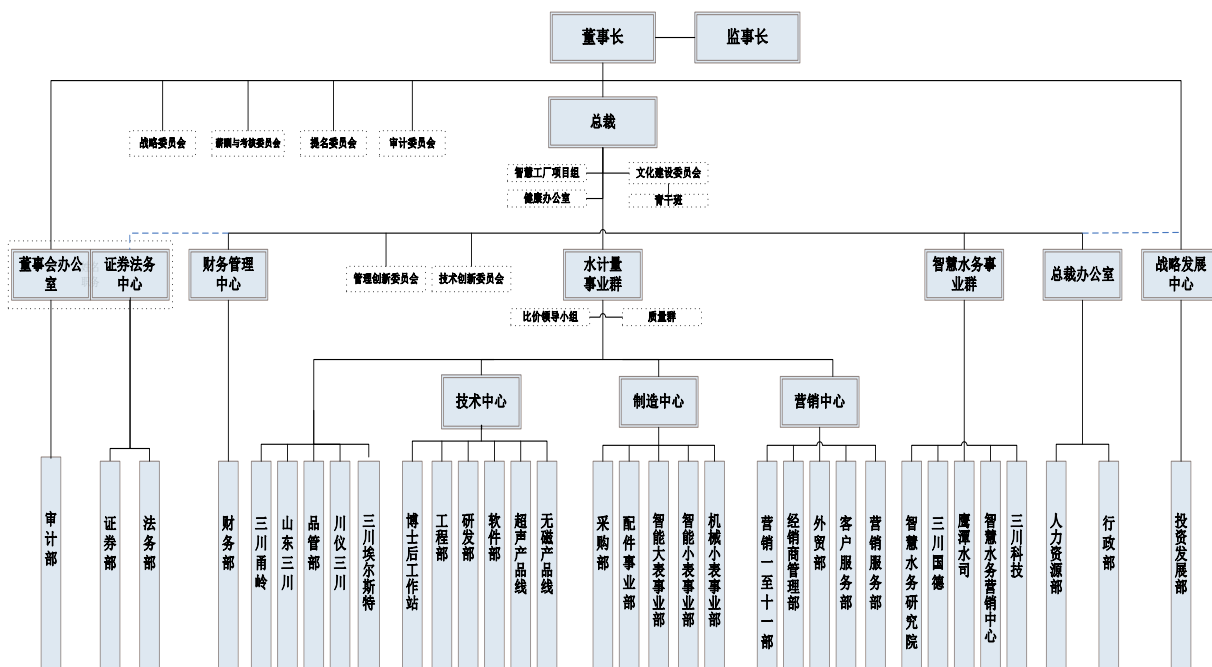 董事长
监事长
总裁
战略委员会
薪酬与考核委员会
提名委员会
审计委员会
智慧工厂项目组
文化建设委员会
健康办公室
青干班
董事会办公
室
证券法务
中心
财务管理
中心
管理创新委员会
技术创新委员会
水计量
事业群
智慧水务事
业群
总裁办公室
战略发展
中心
比价领导小组
质量群
技术中心
制造中心
营销中心
审计部
证券部
法务部
财务部
三川甬岭
山东三川
品管部
川仪三川
三川埃尔斯特
博士后工作站
工程部
研发部
软件部
超声产品线
无磁产品线
采购部
配件事业部
智能大表事业部
智能小表事业部
机械小表事业部
营销一至十一部
经销商管理部
外贸部
客户服务部
营销服务部
智慧水务研究院
三川国德
鹰潭水司
智慧水务营销中心
三川科技
人力资源部
行政部
投资发展部